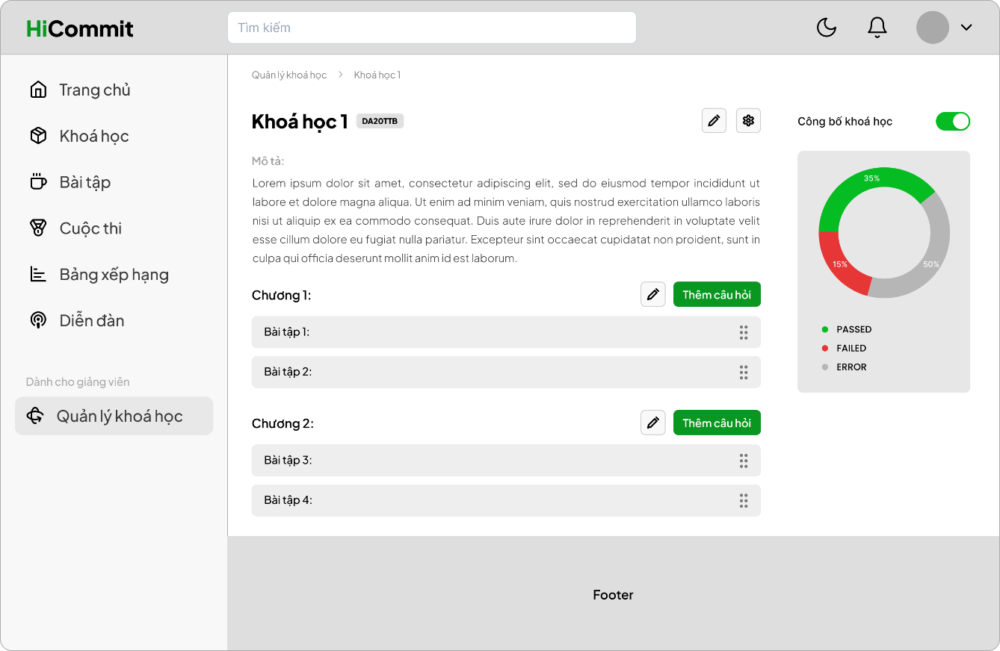 HiCommit
Tìm kiếm
Trang chủ
Khoá học
Bài tập
Cuộc thi
Bảng xếp hạng
Diễn đàn
Dành cho giảng viên
Quản lý khoá học
Quản lý khoá học
Khoá học 1
Khoá học 1
DA20TTB
Mô tả:
Lorem ipsum dolor sit amet, consectetur adipiscing elit, sed do eiusmod tempor incididunt ut
labore et dolore magna aliqua. Ut enim ad minim veniam, quis nostrud exercitation ullamco laboris
nisi ut aliquip ex ea commodo consequat. Duis aute irure dolor in reprehenderit in voluptate velit
esse cillum dolore eu fugiat nulla pariatur. Excepteur sint occaecat cupidatat non proident, sunt in
culpa qui officia deserunt mollit anim id est laborum.
Chương 1:
Thêm câu hỏi
Bài tập 1:
Bài tập 2:
Chương 2:
Thêm câu hỏi
Bài tập 3:
Bài tập 4:
Công bố khoá học
35%
15%
50%
PASSED
FAILED
ERROR
Footer